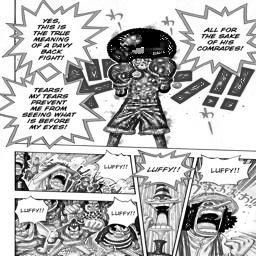 YES,
THIS IS
THE TRUE
MEANING
OF A DAVY
BACK
FIGHT!
ALL FOR
THE SAKE
OF HIS
COMRADES!
TEARS!
MY TEARS
PREVENT
ME FROM
SEEING
WHAT IS
BEFORE
MY EYES!
LUFFY!!
LUFFY!!
LUFFY!!
LUFFY!!
LUFFY!!
LUFFY!!